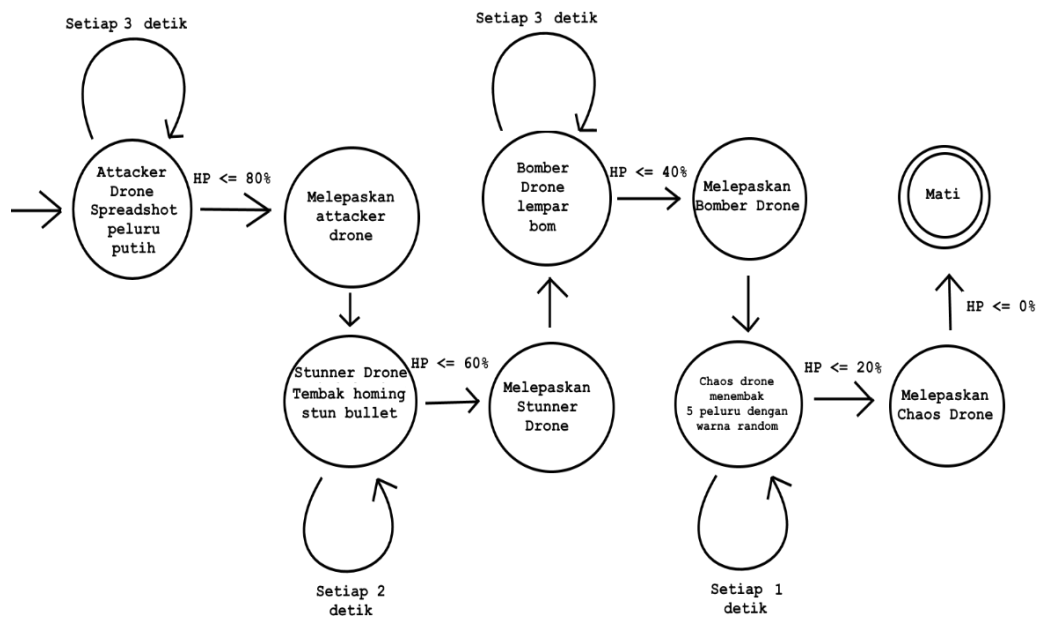 Setiap 3 detik
Attacker
Drone
Spreadshot
peluru
putih
HP <= 80%
Melepaskan
attacker
drone
Stunner Drone
Tembak homing
stun bullet
Setiap 2
detik
HP <= 60%
Melepaskan
Stunner
Drone
Setiap 3 detik
Bomber
Drone
lempar
bom
HP <= 40%
Melepaskan
Bomber Drone
Chaos drone
menembak
5 peluru dengan
warna random
Setiap 1
detik
HP <= 20%
Melepaskan
Chaos Drone
HP <= 0%
Mati